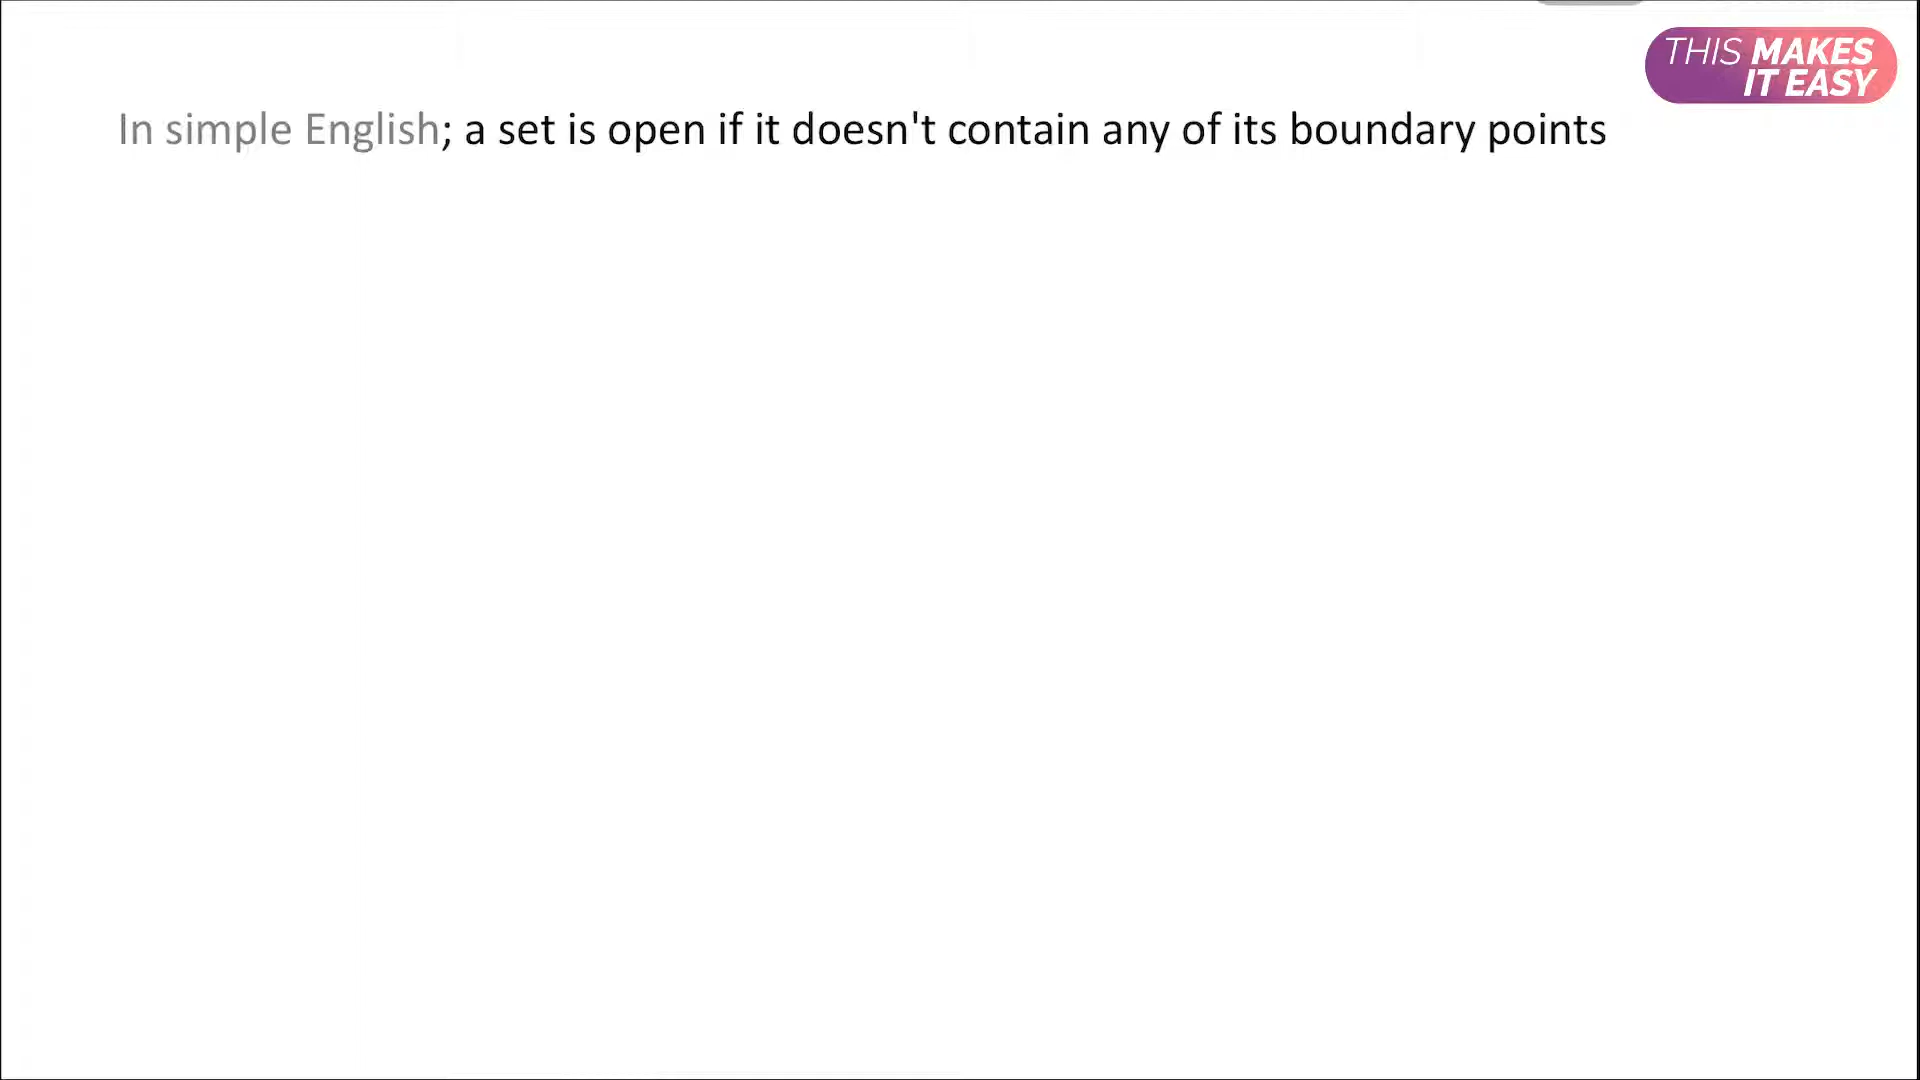 THIS MAKES
IT EASY
In simple English; a set is open if it doesn't contain any of its boundary points